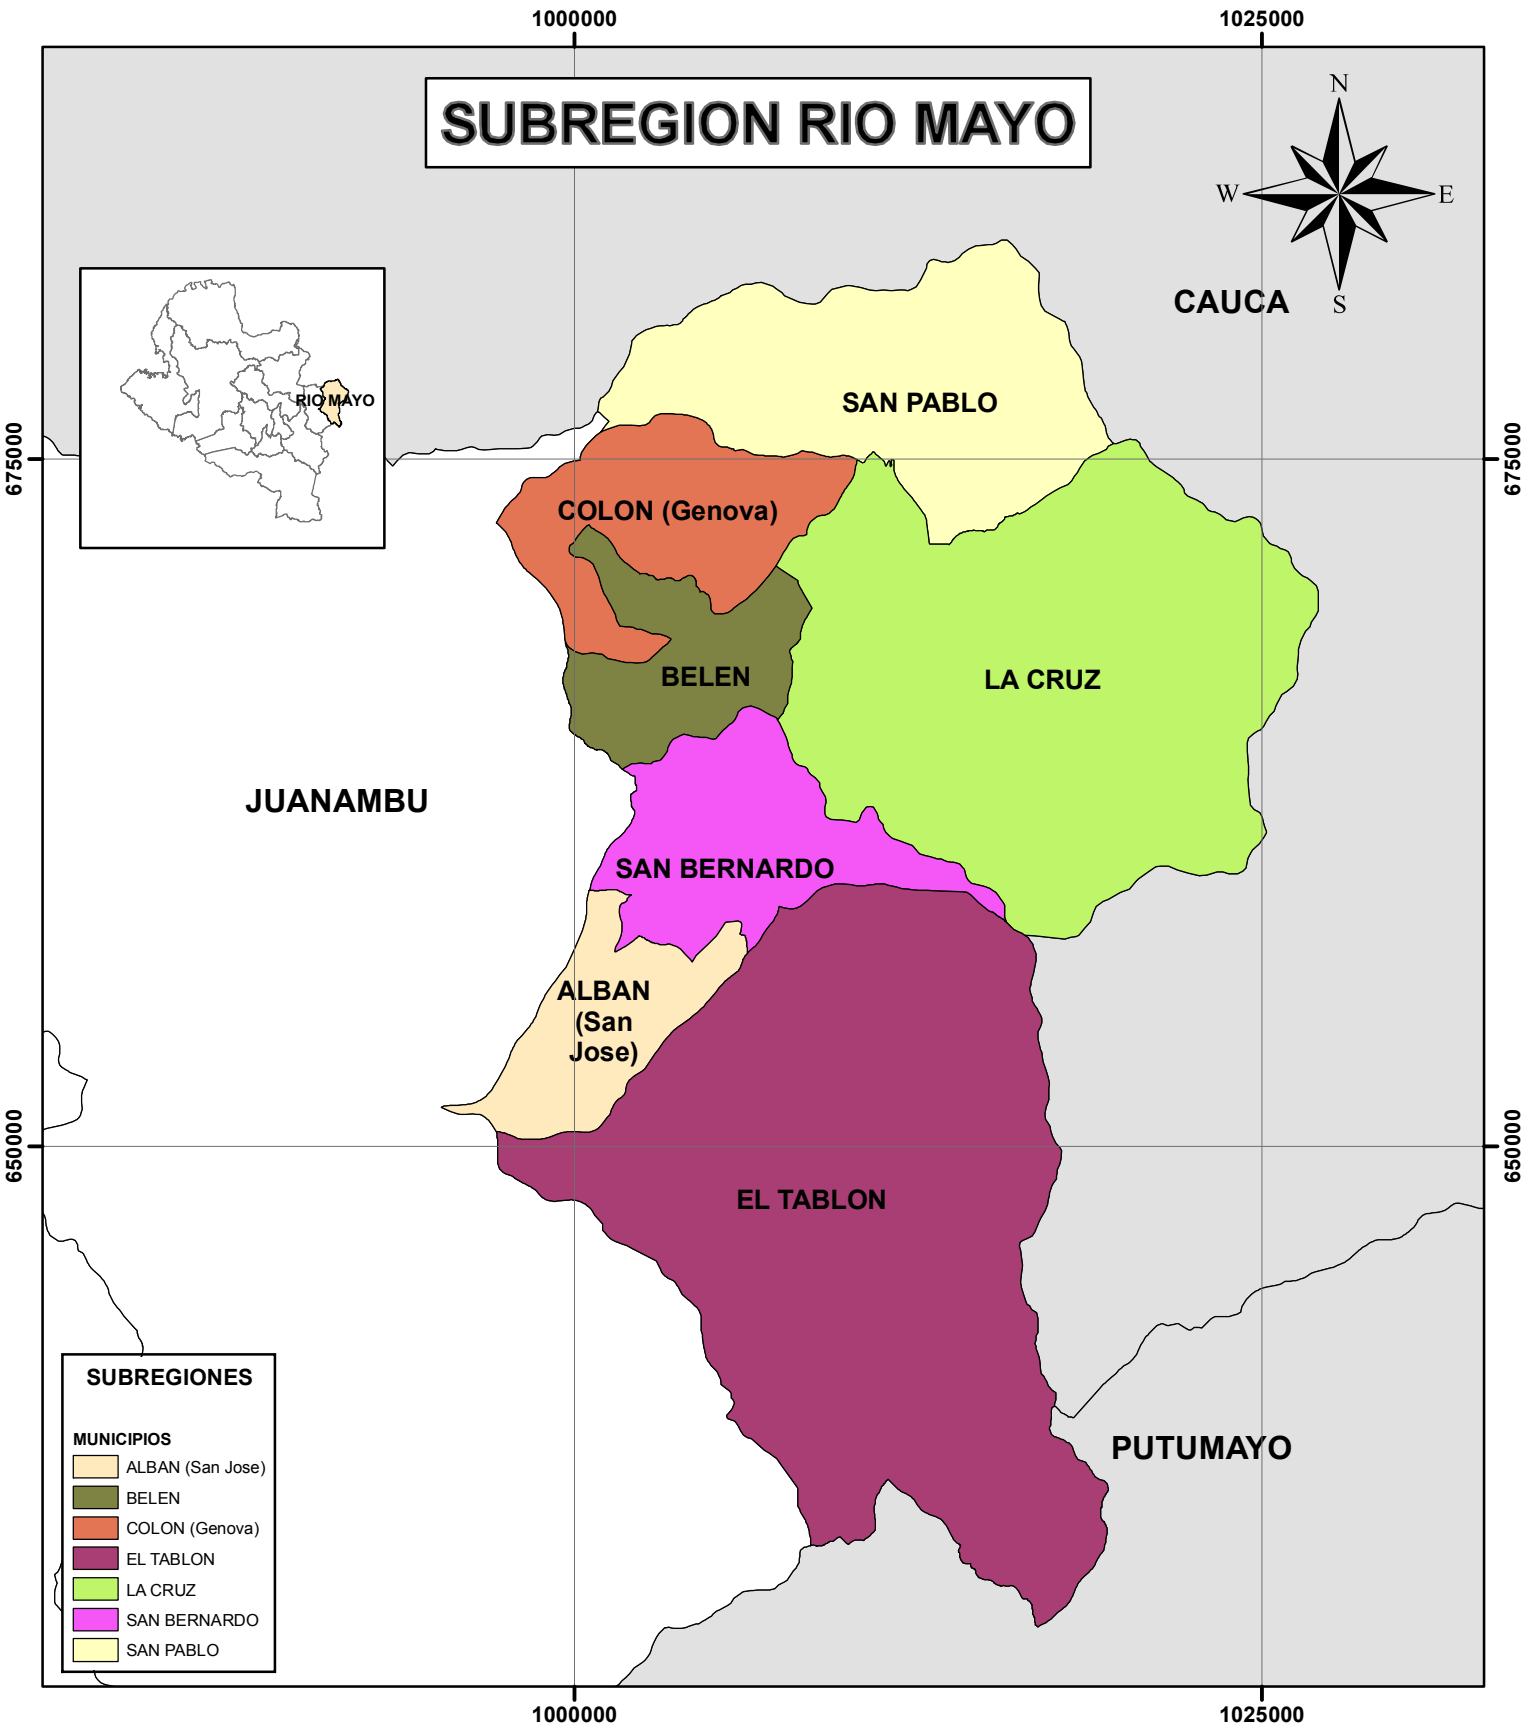 1000000
1025000
SUBREGION RIO MAYO
N
W
E
S
CAUCA
RIO MAYO
SAN PABLO
675000
675000
COLON (Genova)
BELEN
LA CRUZ
JUANAMBU
SAN BERNARDO
ALBAN
(San
Jose)
650000
650000
EL TABLON
PUTUMAYO
SUBREGIONES
MUNICIPIOS
ALBAN (San Jose)
BELEN
COLON (Genova)
EL TABLON
LA CRUZ
SAN BERNARDO
SAN PABLO
1000000
1025000